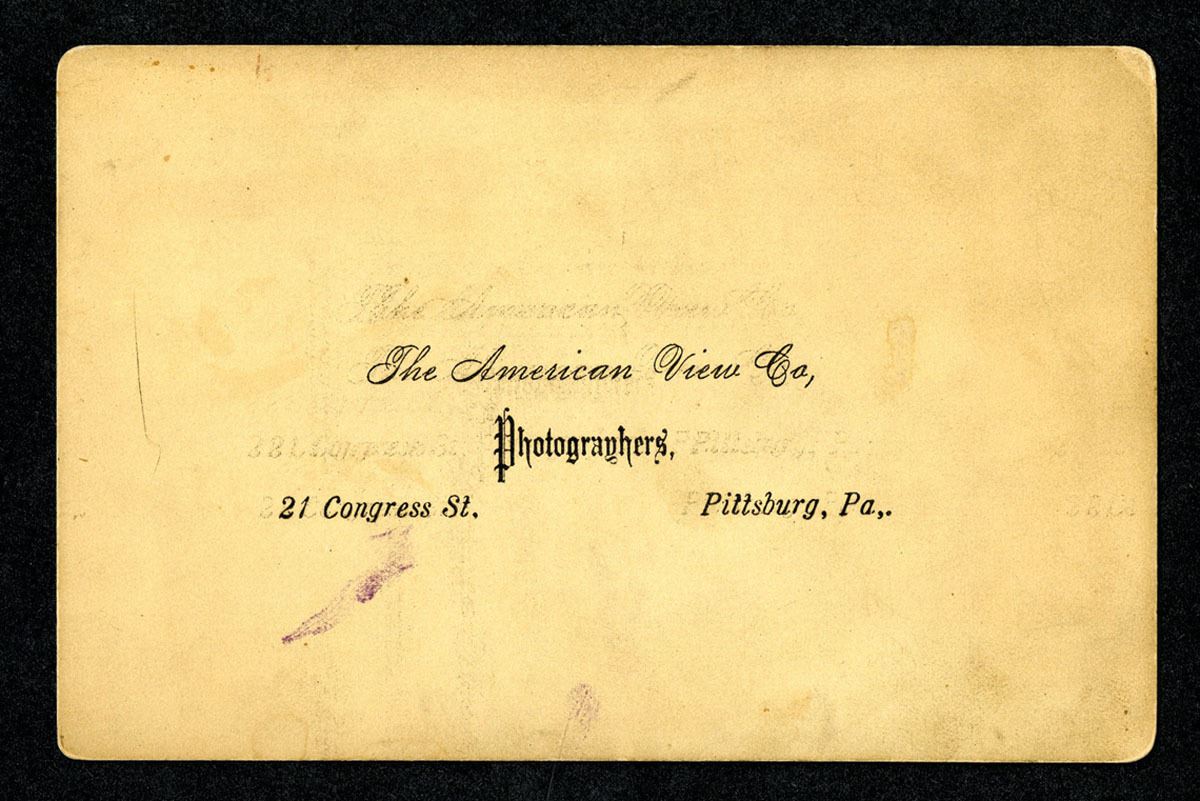 The American View Co,
Photographers,
21 Congress St. Pittsburg, Pa,.